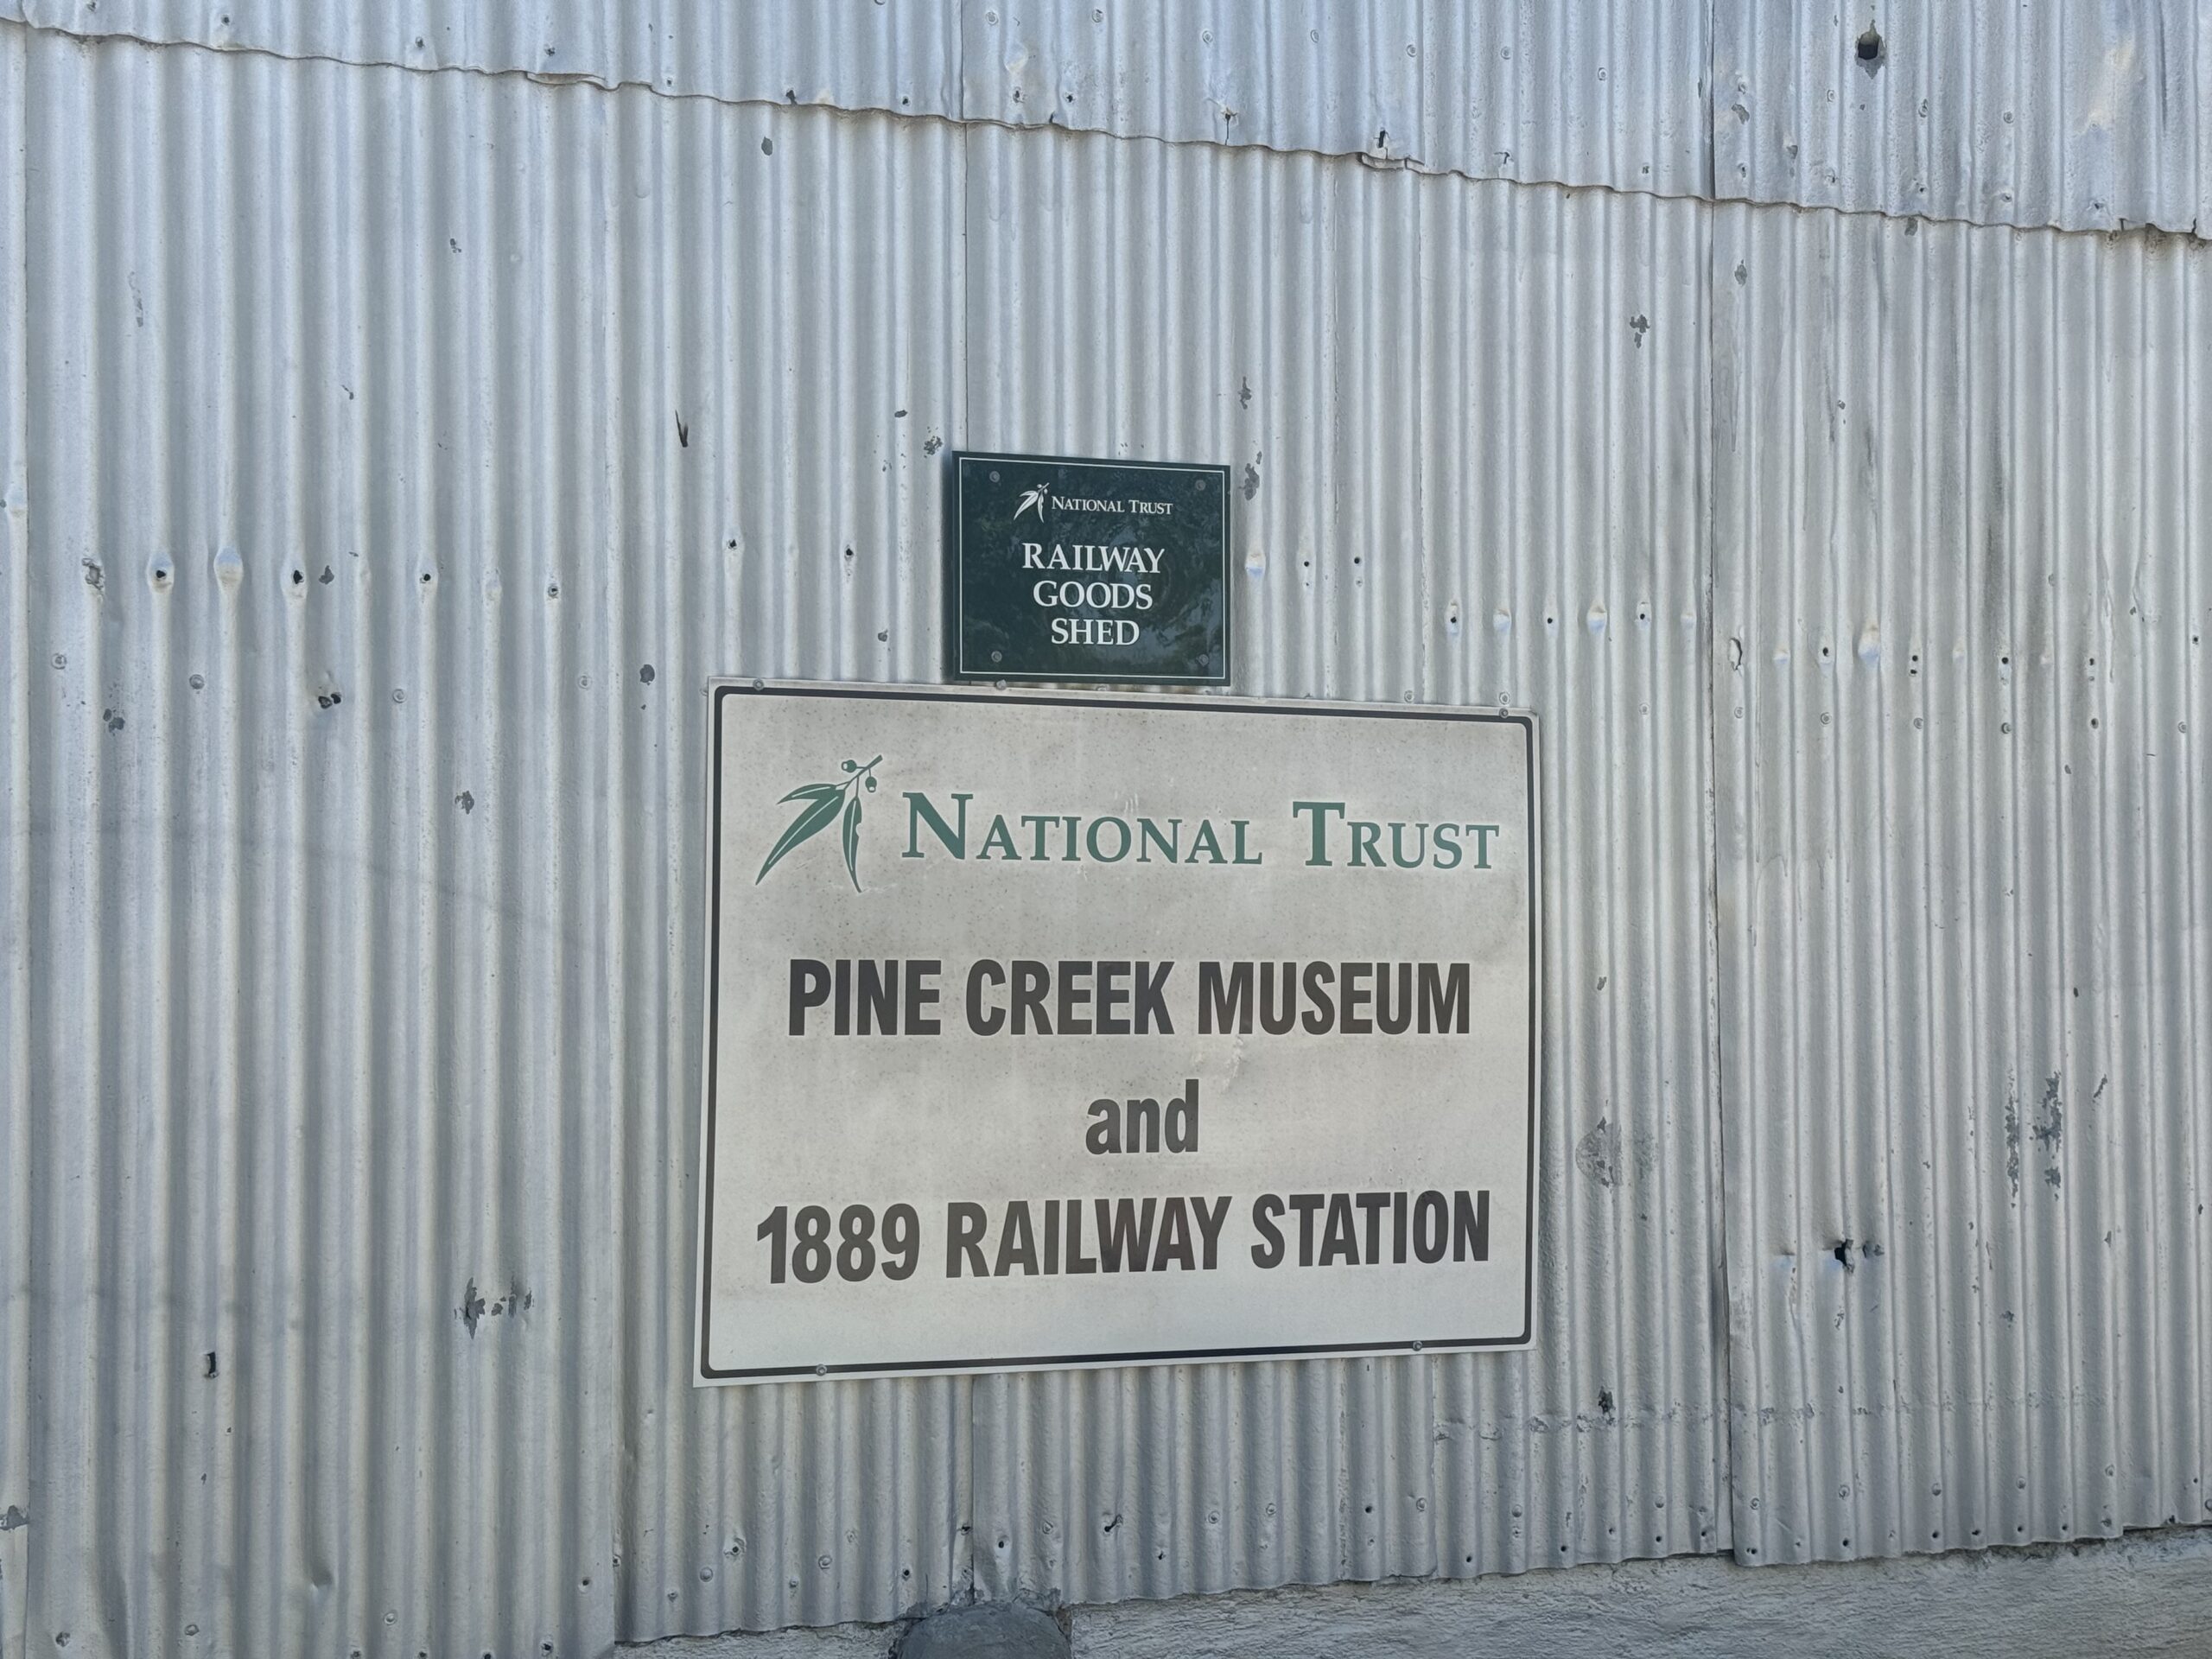 NATIONAL TRUST
RAILWAY
GOODS
SHED
NATIONAL TRUST
PINE CREEK MUSEUM
and
1889 RAILWAY STATION